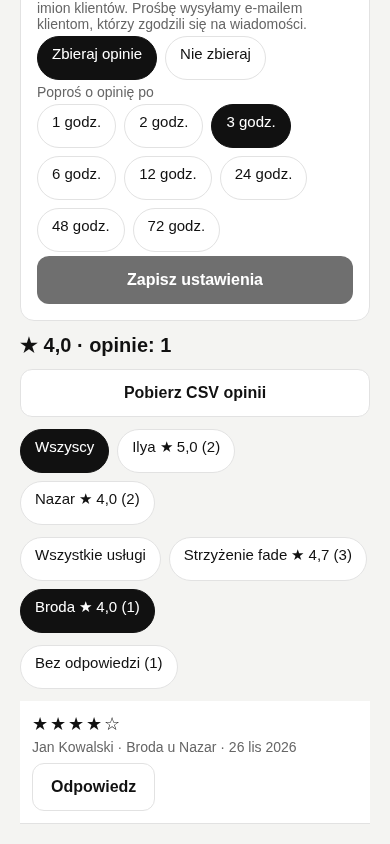 imion klientów. Prośbę wysyłamy e-mailem
klientom, którzy zgodzili się na wiadomości.
Zbieraj opinie
Nie zbieraj
Poproś o opinię po
1 godz.
2 godz.
3 godz.
6 godz.
12 godz.
24 godz.
48 godz.
72 godz.
Zapisz ustawienia
★ 4,0 · opinie: 1
Pobierz CSV opinii
Wszyscy
Ilya ★ 5,0 (2)
Nazar ★ 4,0 (2)
Wszystkie usługi
Strzyżenie fade ★ 4,7 (3)
Broda ★ 4,0 (1)
Bez odpowiedzi (1)
★★★★☆
Jan Kowalski · Broda u Nazar · 26 lis 2026
Odpowiedz